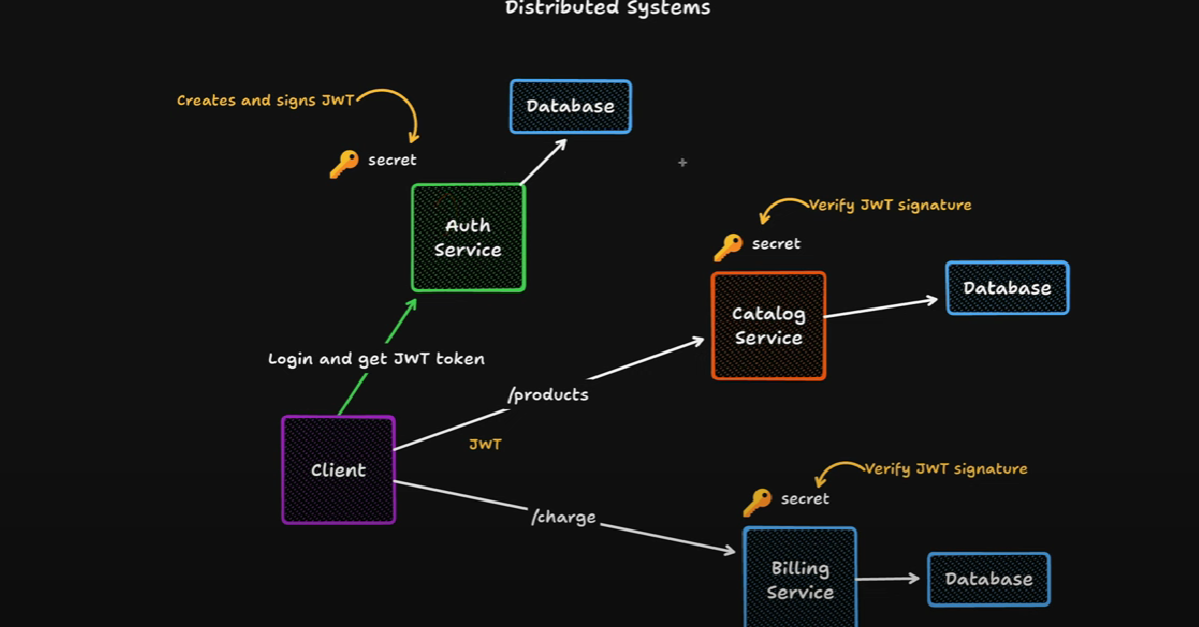 Distributed Systems
Creates and signs JWT
Database
secret
Auth
Service
Verify JWT signature
secret
Catalog
Service
Database
Login and get JWT token
/products
JWT
Client
Verify JWT signature
secret
/charge
Billing
Service
Database